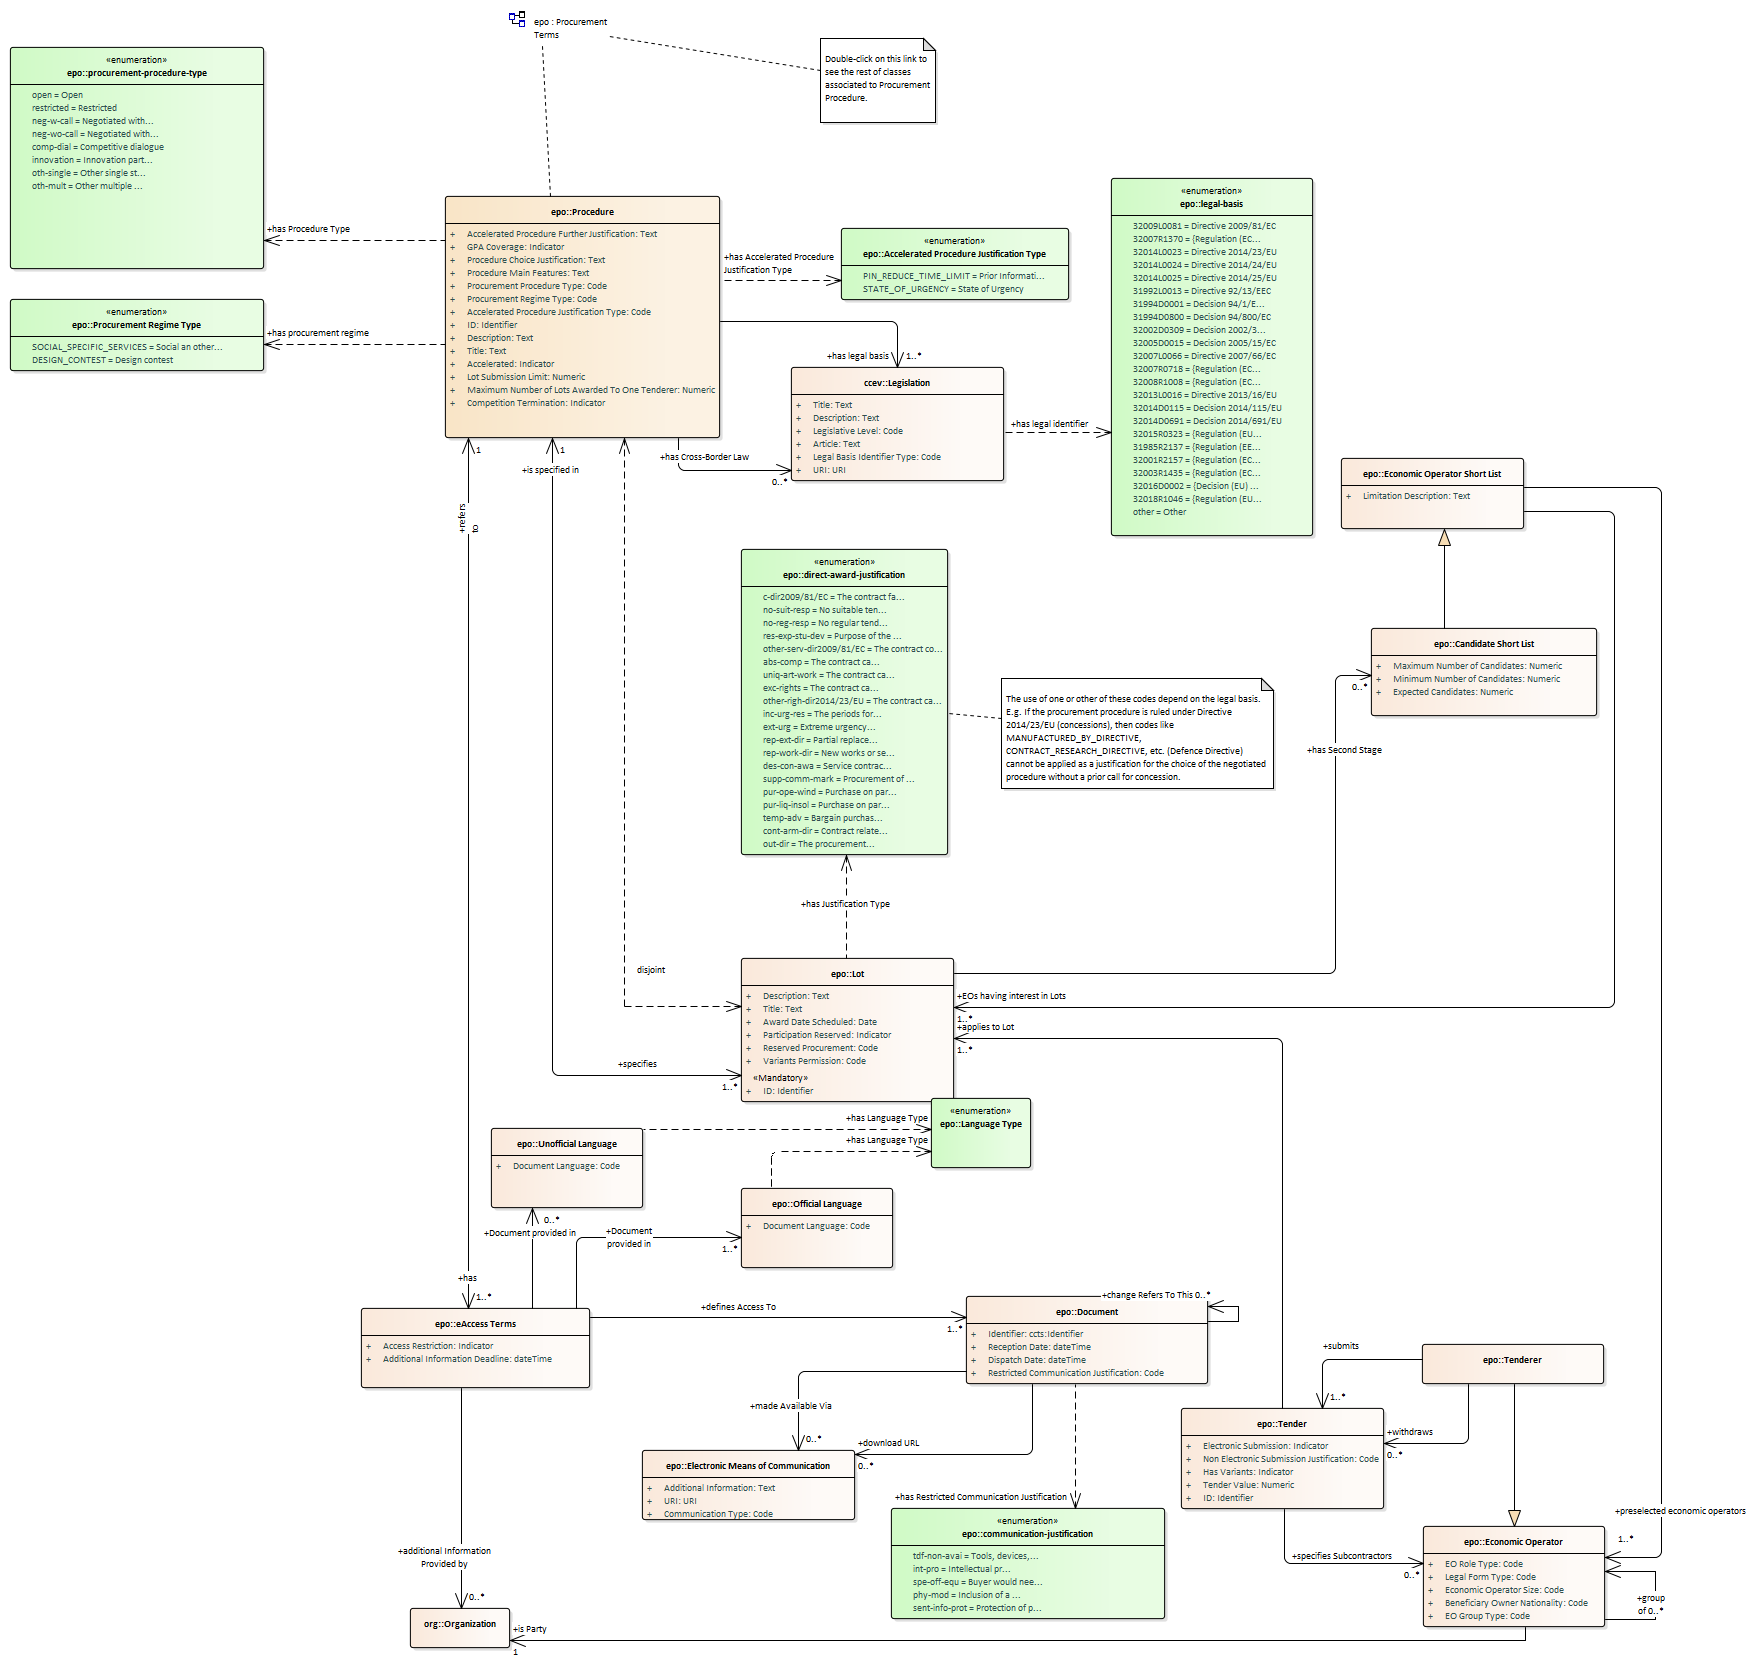 epo : Procurement
Terms
Double-click on this link to
see the rest of classes
associated to Procurement
Procedure.
«enumeration»
epo::procurement-procedure-type
open = Open
restricted = Restricted
neg-w-call = Negotiated with...
neg-wo-call = Negotiated with...
comp-dial = Competitive dialogue
innovation = Innovation part...
oth-single = Other single st...
oth-mult = Other multiple ...
+has Procedure Type
«enumeration»
epo::Procurement Regime Type
SOCIAL_SPECIFIC_SERVICES = Social an other...
DESIGN_CONTEST = Design contest
+has procurement regime
epo::Procedure
+ Accelerated Procedure Further Justification: Text
+ GPA Coverage: Indicator
+ Procedure Choice Justification: Text
+ Procedure Main Features: Text
+ Procurement Procedure Type: Code
+ Procurement Regime Type: Code
+ Accelerated Procedure Justification Type: Code
+ ID: Identifier
+ Description: Text
+ Title: Text
+ Accelerated: Indicator
+ Lot Submission Limit: Numeric
+ Maximum Number of Lots Awarded To One Tenderer: Numeric
+ Competition Termination: Indicator
+has Accelerated Procedure
Justification Type
«enumeration»
epo::Accelerated Procedure Justification Type
PIN_REDUCE_TIME_LIMIT = Prior Informati...
STATE_OF_URGENCY = State of Urgency
+has legal basis
1..*
ccev::Legislation
+ Title: Text
+ Description: Text
+ Legislative Level: Code
+ Article: Text
+ Legal Basis Identifier Type: Code
+ URI: URI
+has Cross-Border Law
0..*
+has legal identifier
«enumeration»
epo::legal-basis
32009L0081 = Directive 2009/81/EC
32007R1370 = {Regulation (EC...
32014L0023 = Directive 2014/23/EU
32014L0024 = Directive 2014/24/EU
32014L0025 = Directive 2014/25/EU
31992L0013 = Directive 92/13/EEC
31994D0001 = Decision 94/1/E...
31994D0800 = Decision 94/800/EC
32002D0309 = Decision 2002/3...
32005D0015 = Decision 2005/15/EC
32007L0066 = Directive 2007/66/EC
32007R0718 = {Regulation (EC...
32008R1008 = {Regulation (EC...
32013L0016 = Directive 2013/16/EU
32014D0115 = Decision 2014/115/EU
32014D0691 = Decision 2014/691/EU
32015R0323 = {Regulation (EU...
31985R2137 = {Regulation (EE...
32001R2157 = {Regulation (EC...
32003R1435 = {Regulation (EC...
32016D0002 = {Decision (EU) ...
32018R1046 = {Regulation (EU...
other = Other
1
+refers
to
1
+is specified in
epo::Economic Operator Short List
+ Limitation Description: Text
epo::Candidate Short List
+ Maximum Number of Candidates: Numeric
+ Minimum Number of Candidates: Numeric
+ Expected Candidates: Numeric
0..*
+has Second Stage
«enumeration»
epo::direct-award-justification
c-dir2009/81/EC = The contract fa...
no-suit-resp = No suitable ten...
no-reg-resp = No regular tend...
res-exp-stu-dev = Purpose of the ...
other-serv-dir2009/81/EC = The contract co...
abs-comp = The contract ca...
uniq-art-work = The contract ca...
exc-rights = The contract ca...
other-righ-dir2014/23/EU = The contract ca...
inc-urg-res = The periods for...
ext-urg = Extreme urgency...
rep-ext-dir = Partial replace...
rep-work-dir = New works or se...
des-con-awa = Service contrac...
supp-comm-mark = Procurement of ...
pur-ope-wind = Purchase on par...
pur-liq-insol = Purchase on par...
temp-adv = Bargain purchas...
cont-arm-dir = Contract relate...
out-dir = The procurement...
The use of one or other of these codes depend on the legal basis.
E.g. If the procurement procedure is ruled under Directive
2014/23/EU (concessions), then codes like
MANUFACTURED_BY_DIRECTIVE,
CONTRACT_RESEARCH_DIRECTIVE, etc. (Defence Directive)
cannot be applied as a justification for the choice of the negotiated
procedure without a prior call for concession.
+has Justification Type
disjoint
epo::Lot
+ Description: Text
+ Title: Text
+ Award Date Scheduled: Date
+ Participation Reserved: Indicator
+ Reserved Procurement: Code
+ Variants Permission: Code
«Mandatory»
+ ID: Identifier
+specifies
1..*
+EOs having interest in Lots
1..*
+applies to Lot
1..*
«enumeration»
epo::Language Type
+has Language Type
+has Language Type
epo::Unofficial Language
+ Document Language: Code
epo::Official Language
+ Document Language: Code
0..*
+Document provided in
+Document
provided in
1..*
+has
1..*
epo::eAccess Terms
+ Access Restriction: Indicator
+ Additional Information Deadline: dateTime
+defines Access To
1..*
+change Refers To This 0..*
epo::Document
+ Identifier: ccts:Identifier
+ Reception Date: dateTime
+ Dispatch Date: dateTime
+ Restricted Communication Justification: Code
+made Available Via
0..*
+download URL
0..*
epo::Electronic Means of Communication
+ Additional Information: Text
+ URI: URI
+ Communication Type: Code
+has Restricted Communication Justification
«enumeration»
epo::communication-justification
tdf-non-avai = Tools, devices,...
int-pro = Intellectual pr...
spe-off-equ = Buyer would nee...
phy-mod = Inclusion of a ...
sent-info-prot = Protection of p...
+submits
1..*
epo::Tenderer
epo::Tender
+ Electronic Submission: Indicator
+ Non Electronic Submission Justification: Code
+ Has Variants: Indicator
+ Tender Value: Numeric
+ ID: Identifier
+withdraws
0..*
+preselected economic operators
1..*
epo::Economic Operator
+ EO Role Type: Code
+ Legal Form Type: Code
+ Economic Operator Size: Code
+ Beneficiary Owner Nationality: Code
+ EO Group Type: Code
+specifies Subcontractors
0..*
+group
of 0..*
+additional Information
Provided by
0..*
org::Organization
+is Party
1